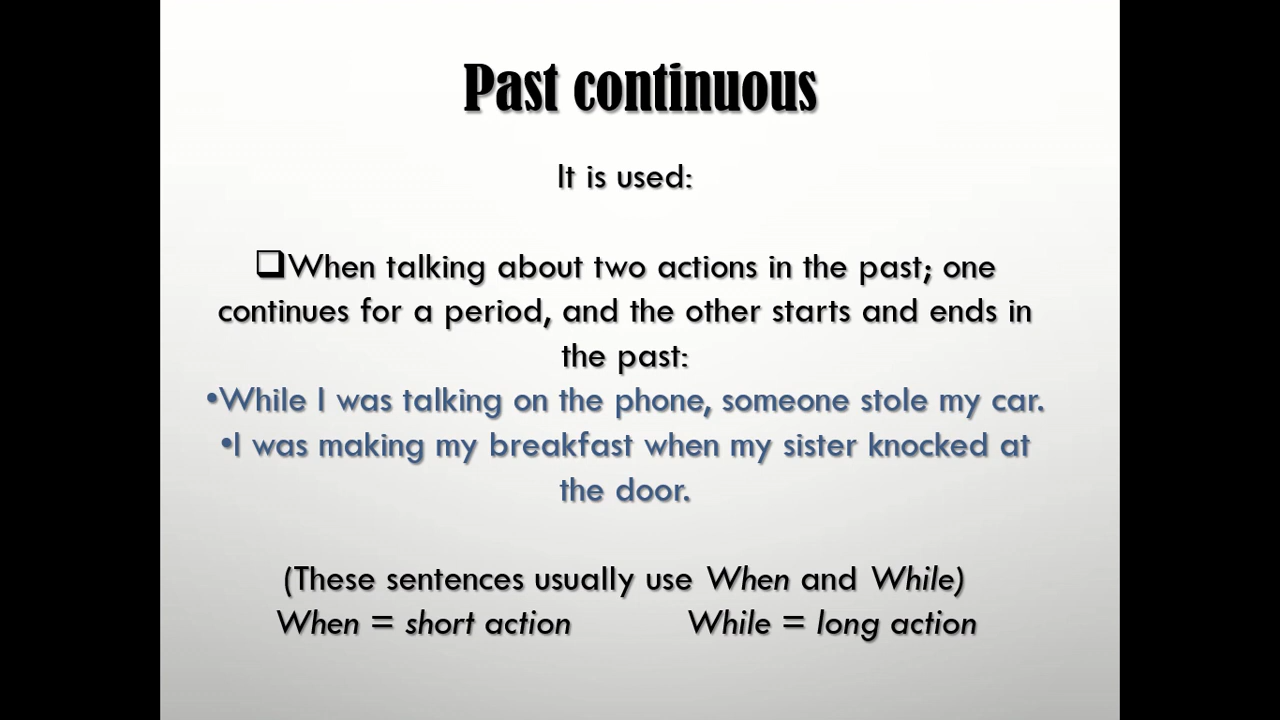 Past continuous
It is used:
❑When talking about two actions in the past; one
continues for a period, and the other starts and ends in
the past:
•While I was talking on the phone, someone stole my car.
•I was making my breakfast when my sister knocked at
the door.
(These sentences usually use When and While)
When = short action While = long action